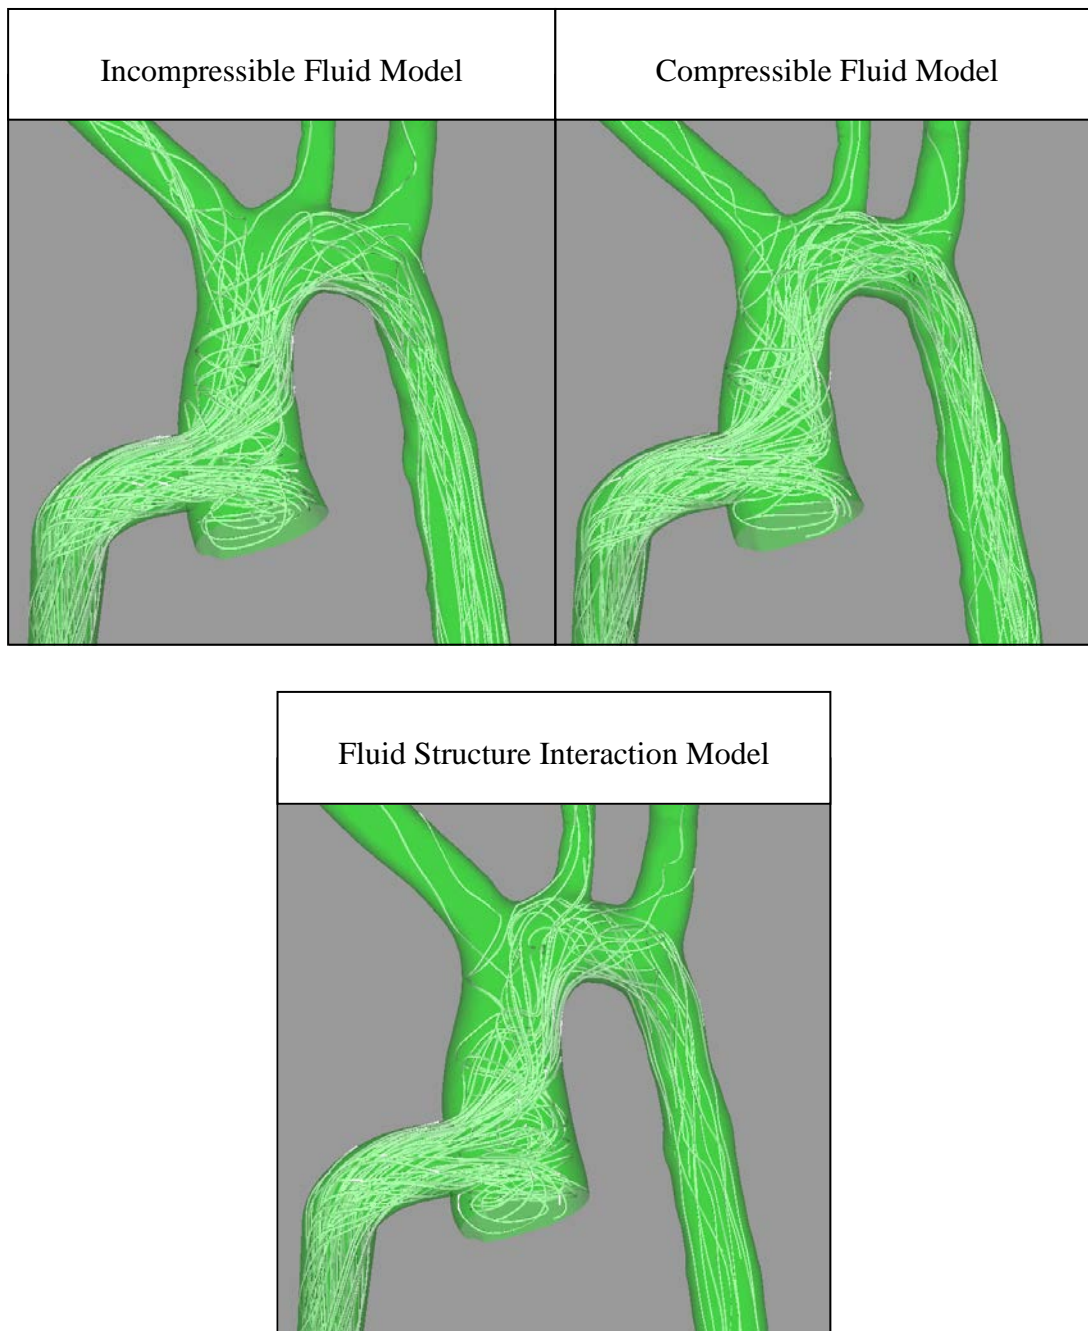 Incompressible Fluid Model
Compressible Fluid Model
Fluid Structure Interaction Model